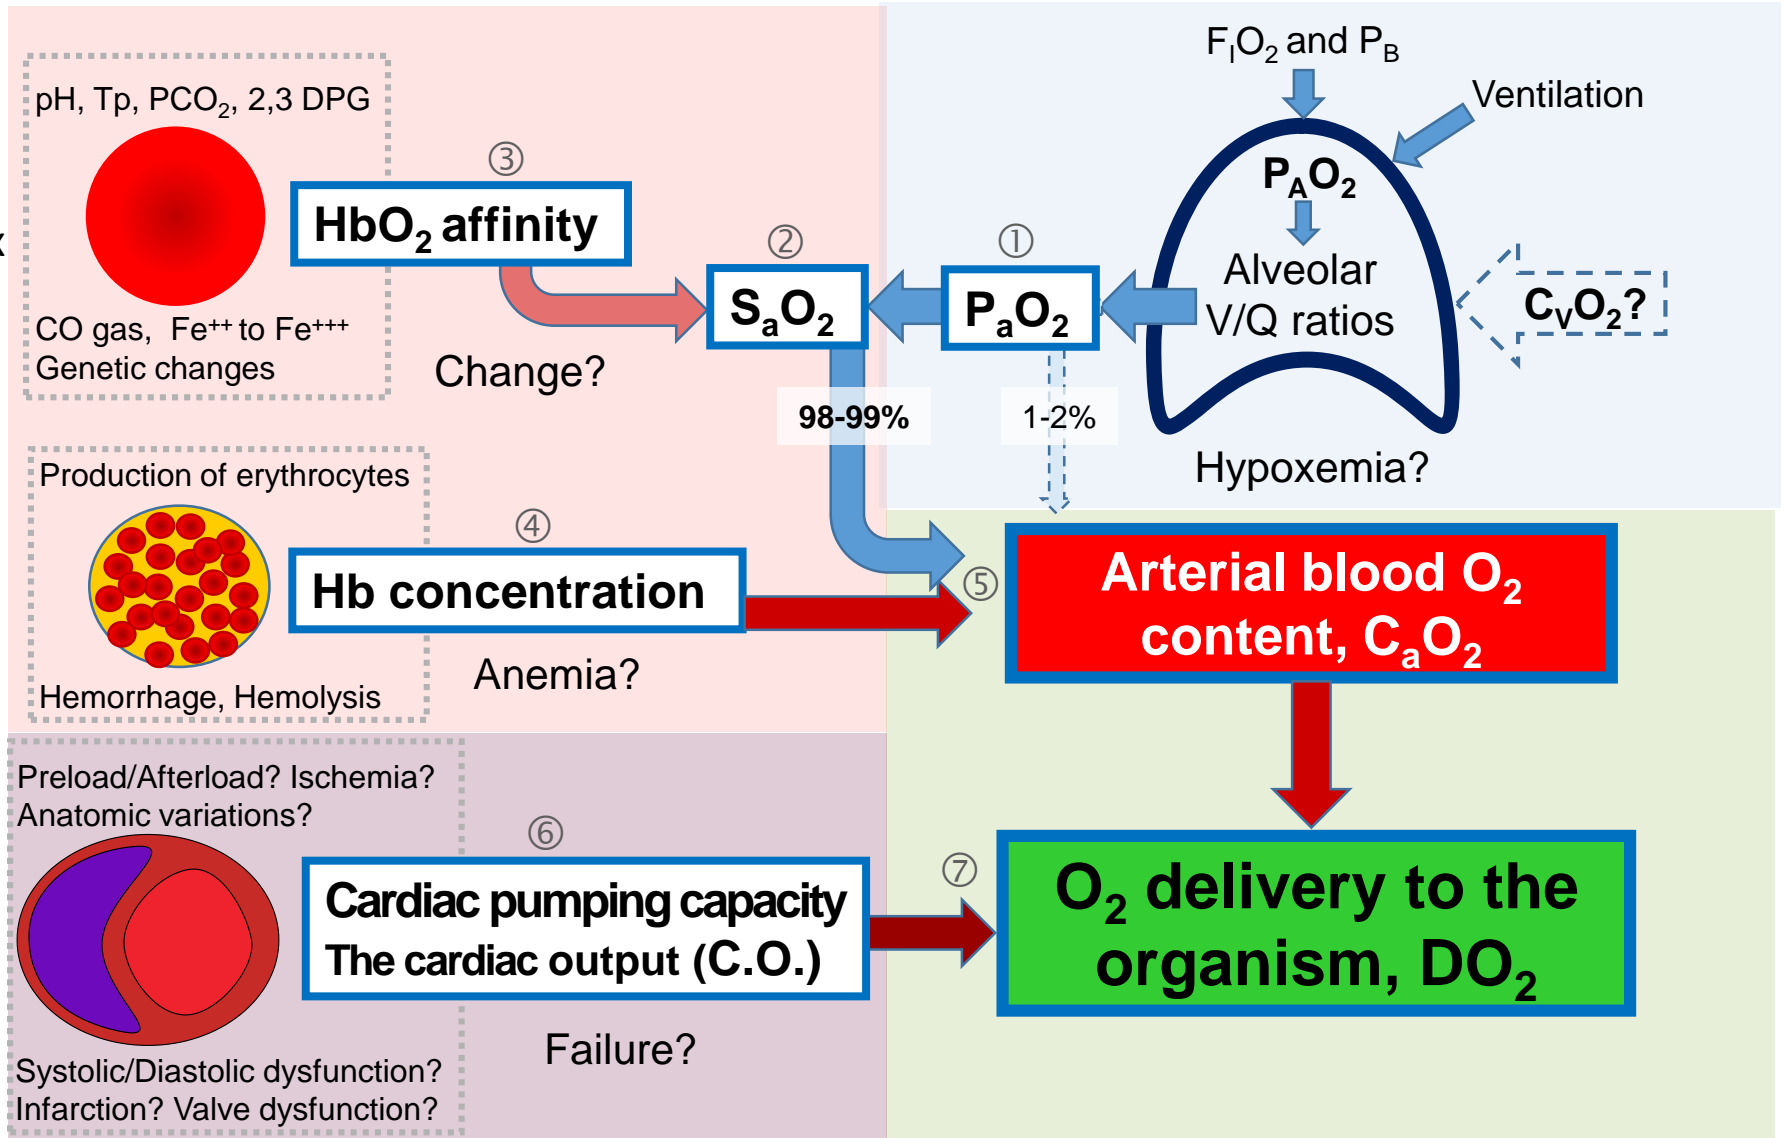 pH, Tp, PCO₂, 2,3 DPG
③
HbO₂ affinity
CO gas, Fe⁺⁺ to Fe⁺⁺⁺
Genetic changes
Change?
②
SₐO₂
①
PₐO₂
FᵢO₂ and P_B
Ventilation
P_AO₂
Alveolar
V/Q ratios
C_VO₂?
Hypoxemia?
98-99%
1-2%
x
Production of erythrocytes
④
Hb concentration
Hemorrhage, Hemolysis
Anemia?
⑤
Arterial blood O₂
content, CₐO₂
Preload/Afterload? Ischemia?
Anatomic variations?
⑥
Cardiac pumping capacity
The cardiac output (C.O.)
Systolic/Diastolic dysfunction?
Infarction? Valve dysfunction?
Failure?
⑦
O₂ delivery to the
organism, DO₂